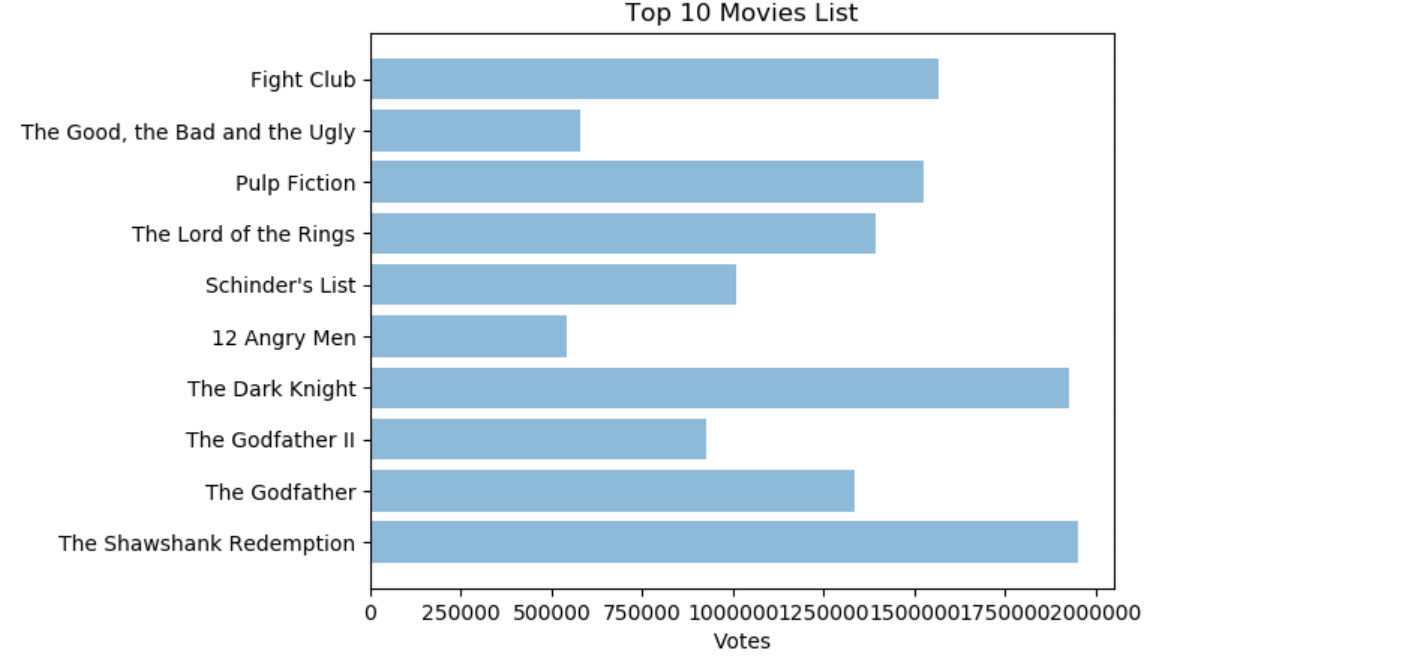 Top 10 Movies List
Fight Club
The Good, the Bad and the Ugly
Pulp Fiction
The Lord of the Rings
Schinder's List
12 Angry Men
The Dark Knight
The Godfather II
The Godfather
The Shawshank Redemption
0 250000 500000 750000 1000000 1250000 1500000 1750000 2000000
Votes